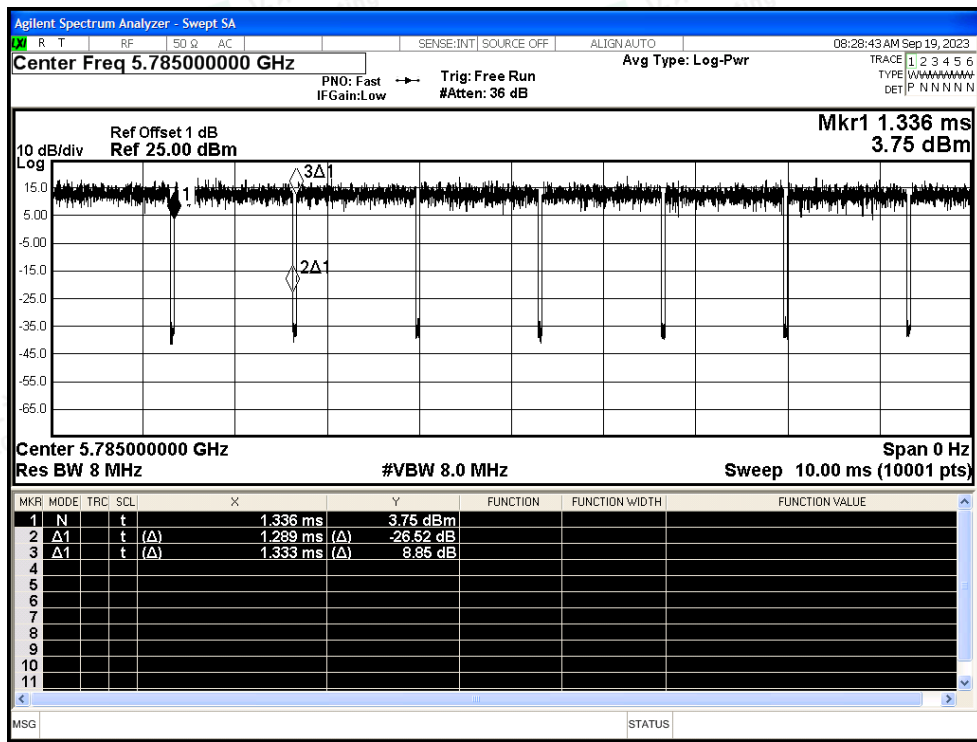 Agilent Spectrum Analyzer - Swept SA
LXI R T RF 50 Ω AC SENSE:INT SOURCE OFF ALIGN AUTO 08:28:43 AM Sep 19, 2023
Center Freq 5.785000000 GHz
PNO: Fast
IFGain:Low
Trig: Free Run
#Atten: 36 dB
Avg Type: Log-Pwr
TRACE 1 2 3 4 5 6
TYPE
DET P N N N N N
Mkr1 1.336 ms
3.75 dBm
10 dB/div
Log
Ref Offset 1 dB
Ref 25.00 dBm
3Δ1
15.0
1
5.00
-5.00
-15.0
2Δ1
-25.0
-35.0
-45.0
-55.0
-65.0
Center 5.785000000 GHz Span 0 Hz
Res BW 8 MHz #VBW 8.0 MHz Sweep 10.00 ms (10001 pts)
MKR MODE TRC SCL X Y FUNCTION FUNCTION WIDTH FUNCTION VALUE
1 N t 1.336 ms 3.75 dBm
2 Δ1 t (Δ) 1.289 ms (Δ) -26.52 dB
3 Δ1 t (Δ) 1.333 ms (Δ) 8.85 dB
4
5
6
7
8
9
10
11
MSG STATUS